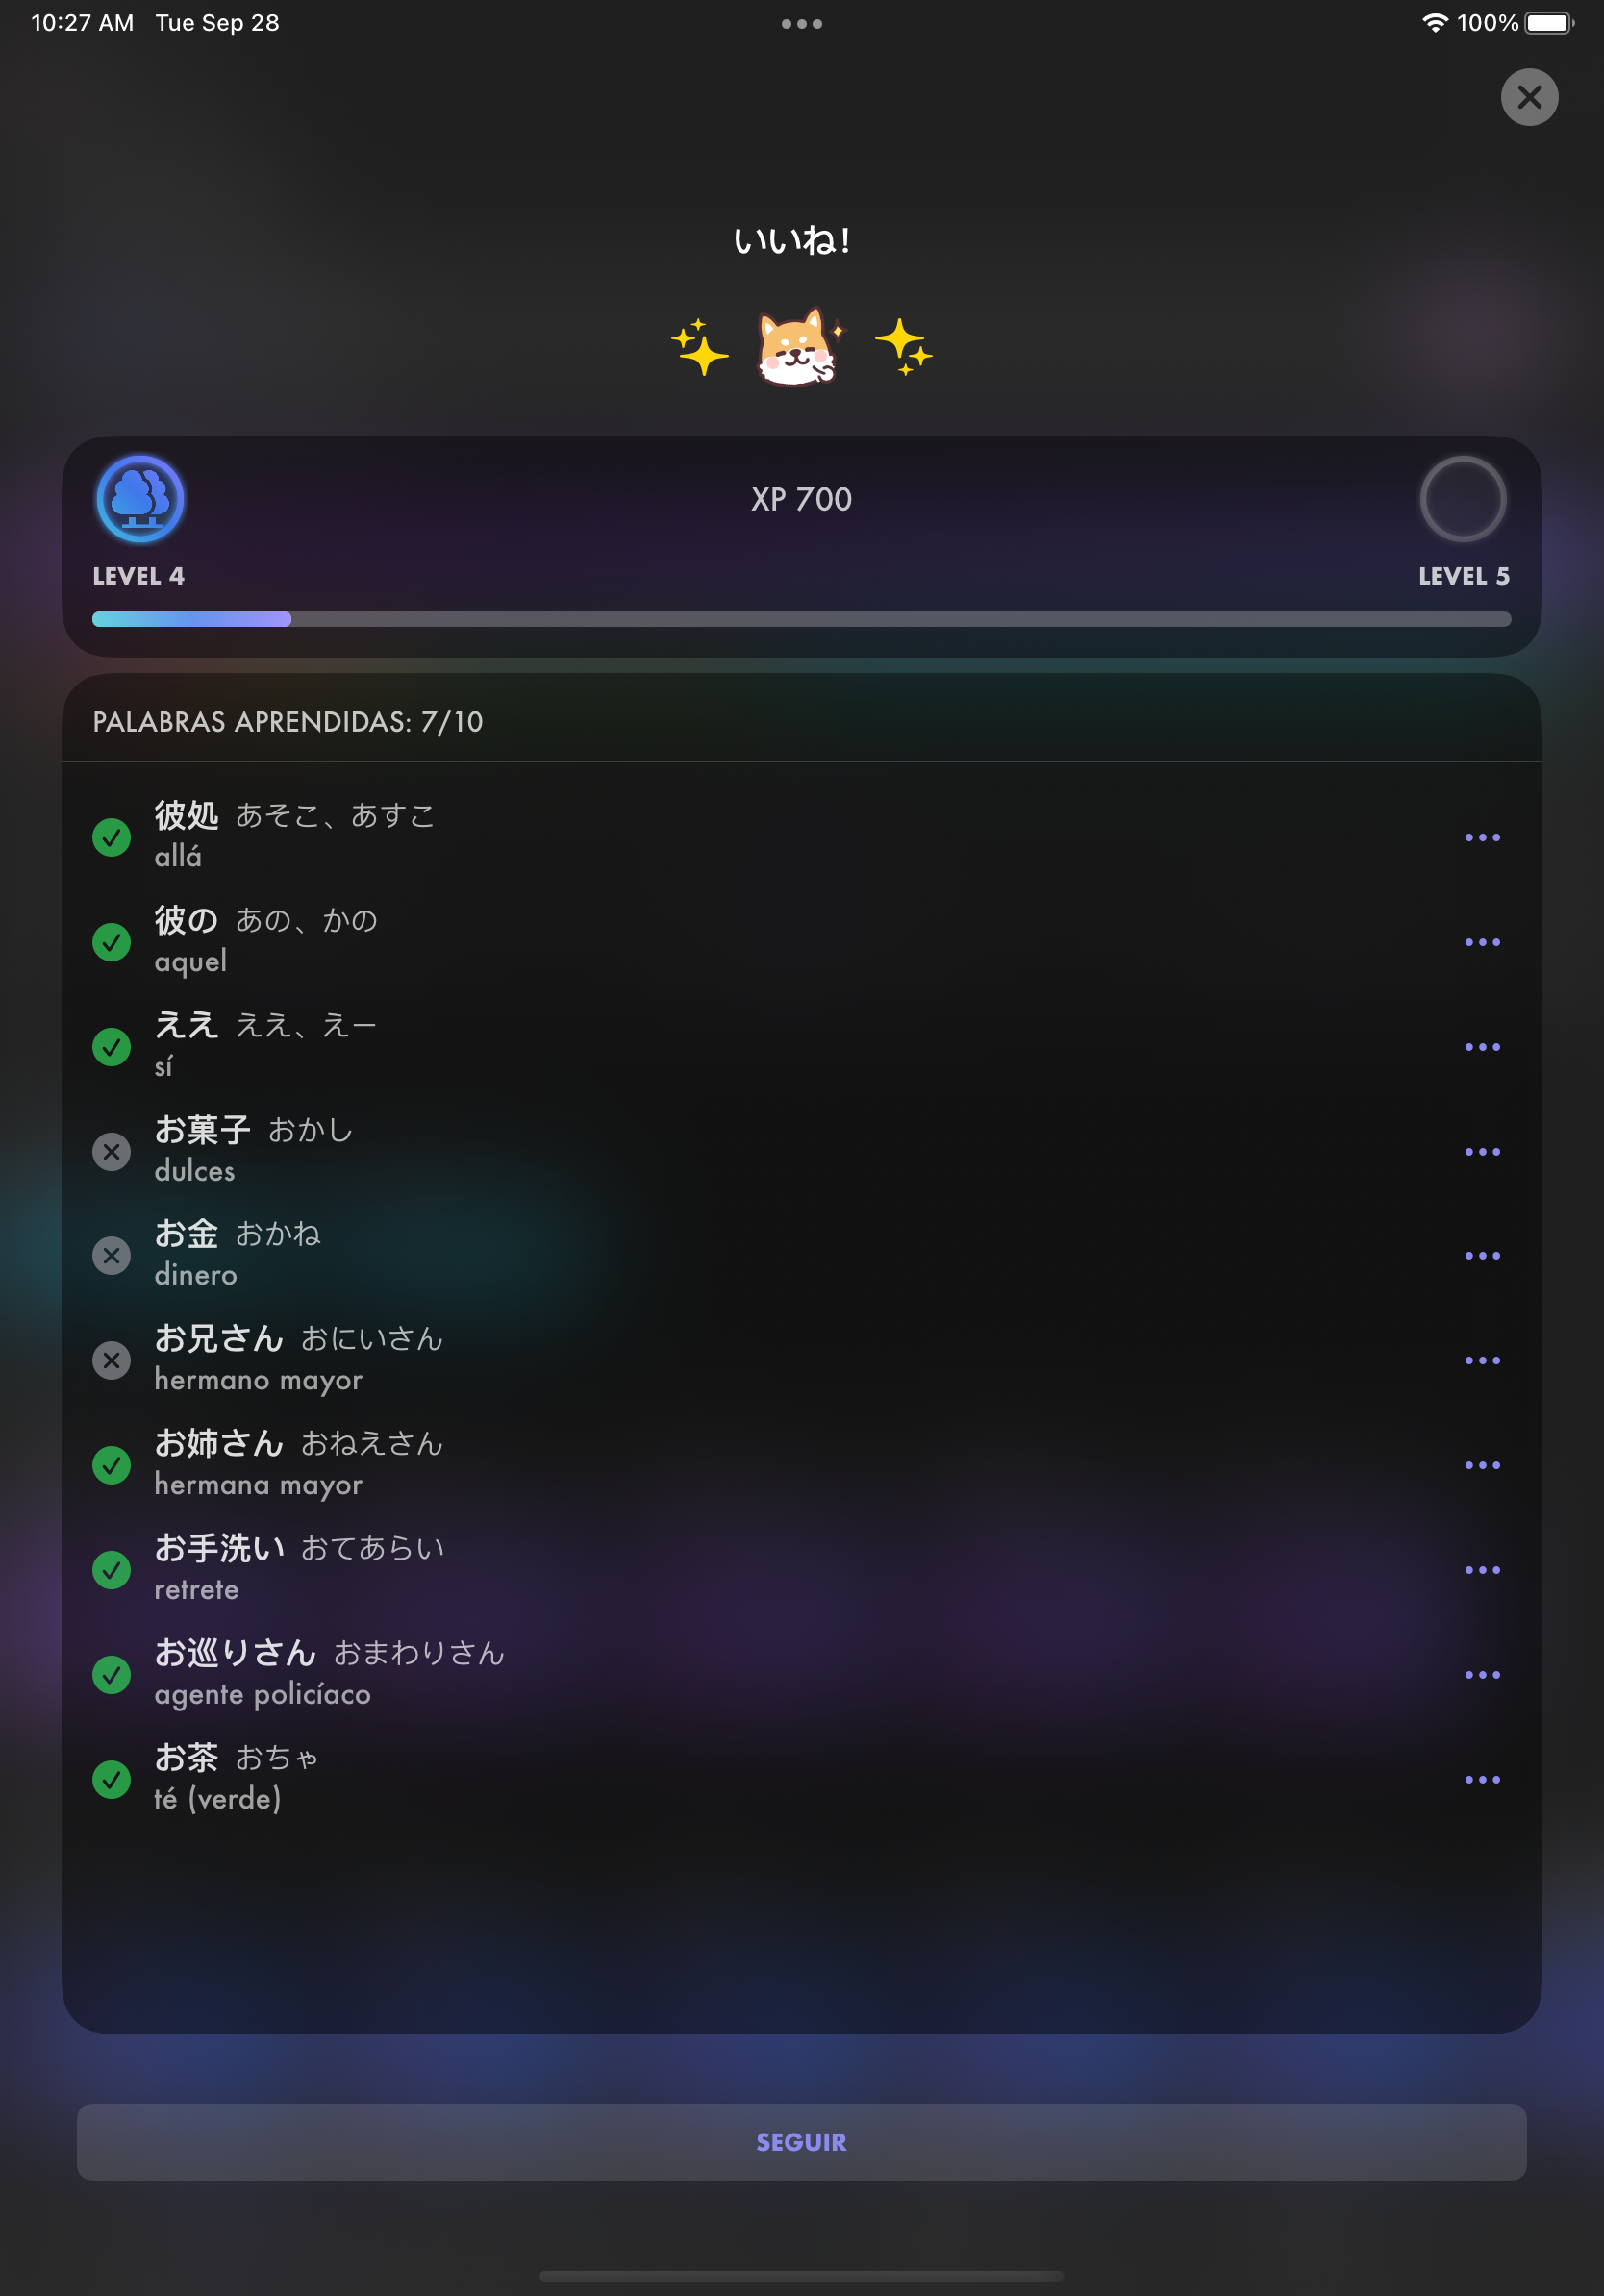 10:27 AM Tue Sep 28
100%
いいね!
XP 700
LEVEL 4
LEVEL 5
PALABRAS APRENDIDAS: 7/10
彼処 あそこ、あすこ
allá
彼の あの、かの
aquel
ええ ええ、えー
sí
お菓子 おかし
dulces
お金 おかね
dinero
お兄さん おにいさん
hermano mayor
お姉さん おねえさん
hermana mayor
お手洗い おてあらい
retrete
お巡りさん おまわりさん
agente policíaco
お茶 おちゃ
té (verde)
SEGUIR